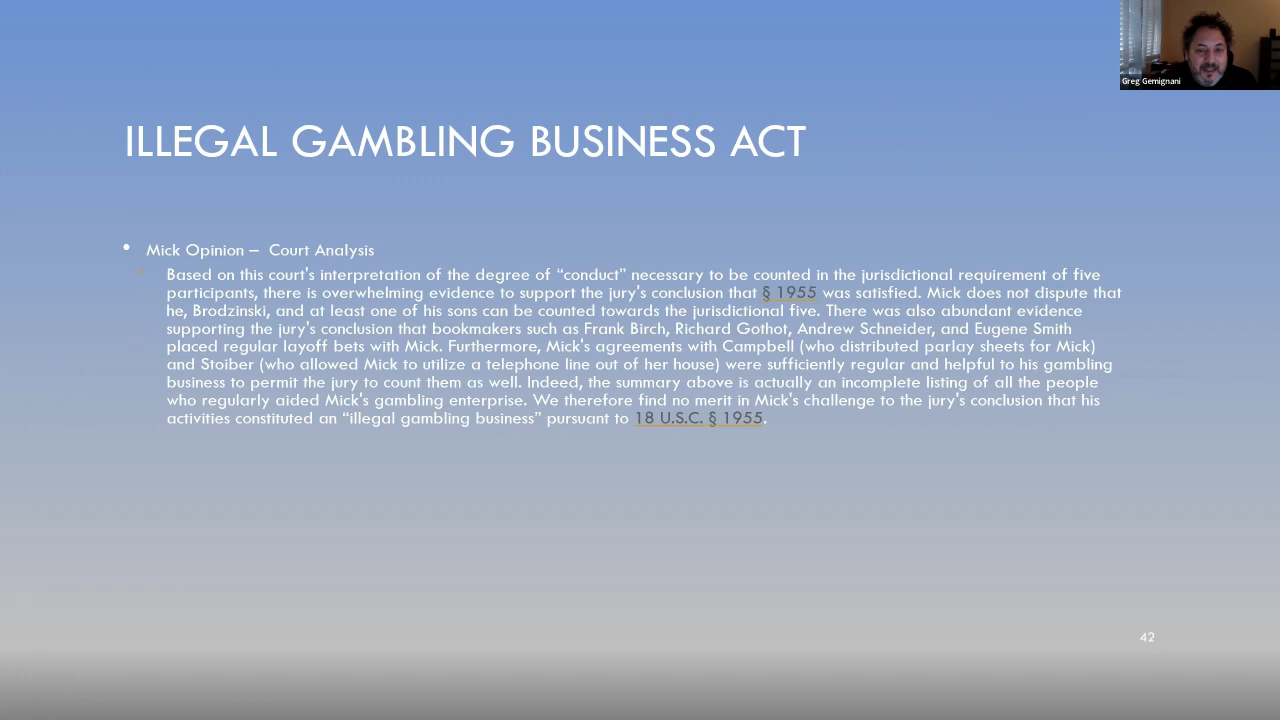 Greg Gemignani
ILLEGAL GAMBLING BUSINESS ACT
• Mick Opinion – Court Analysis
Based on this court's interpretation of the degree of “conduct” necessary to be counted in the jurisdictional requirement of five
participants, there is overwhelming evidence to support the jury's conclusion that § 1955 was satisfied. Mick does not dispute that
he, Brodzinski, and at least one of his sons can be counted towards the jurisdictional five. There was also abundant evidence
supporting the jury's conclusion that bookmakers such as Frank Birch, Richard Gothot, Andrew Schneider, and Eugene Smith
placed regular layoff bets with Mick. Furthermore, Mick's agreements with Campbell (who distributed parlay sheets for Mick)
and Stoiber (who allowed Mick to utilize a telephone line out of her house) were sufficiently regular and helpful to his gambling
business to permit the jury to count them as well. Indeed, the summary above is actually an incomplete listing of all the people
who regularly aided Mick's gambling enterprise. We therefore find no merit in Mick's challenge to the jury's conclusion that his
activities constituted an “illegal gambling business” pursuant to 18 U.S.C. § 1955.
42